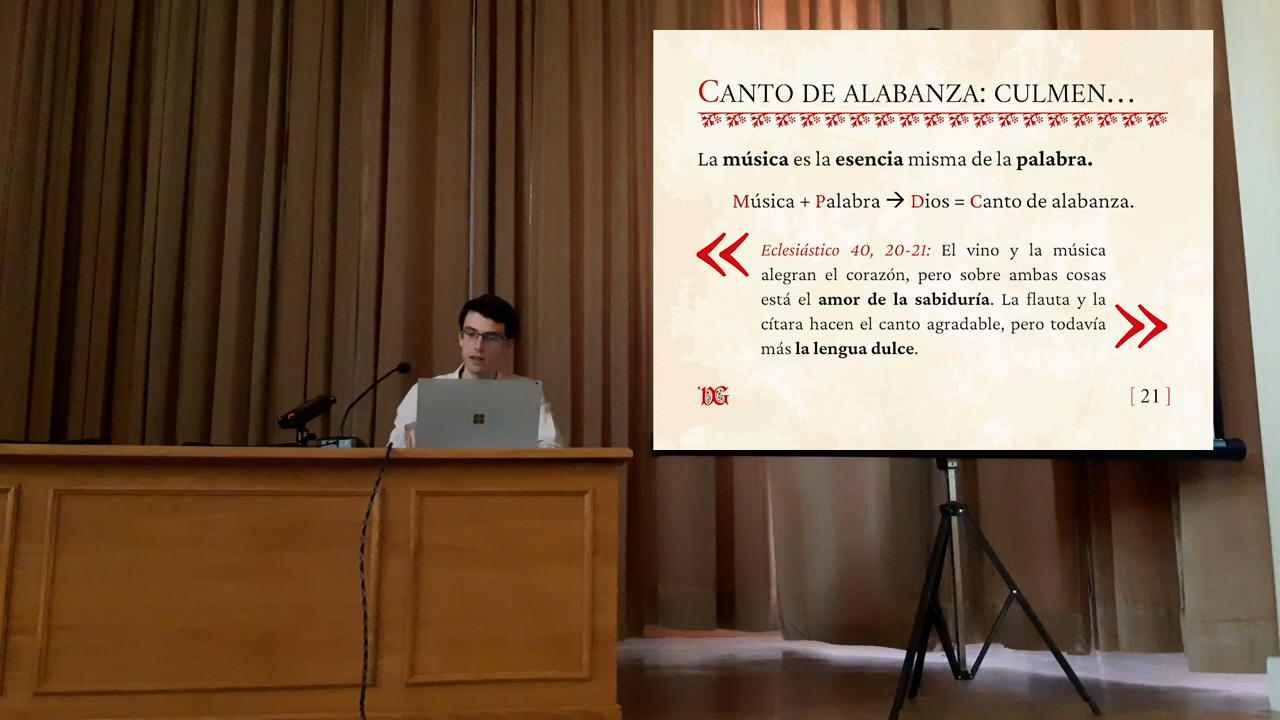 CANTO DE ALABANZA: CULMEN…
La música es la esencia misma de la palabra.
Música + Palabra → Dios = Canto de alabanza.
« Eclesiástico 40, 20-21: El vino y la música
alegran el corazón, pero sobre ambas cosas
está el amor de la sabiduría. La flauta y la
cítara hacen el canto agradable, pero todavía
más la lengua dulce. »
DG
[ 21 ]